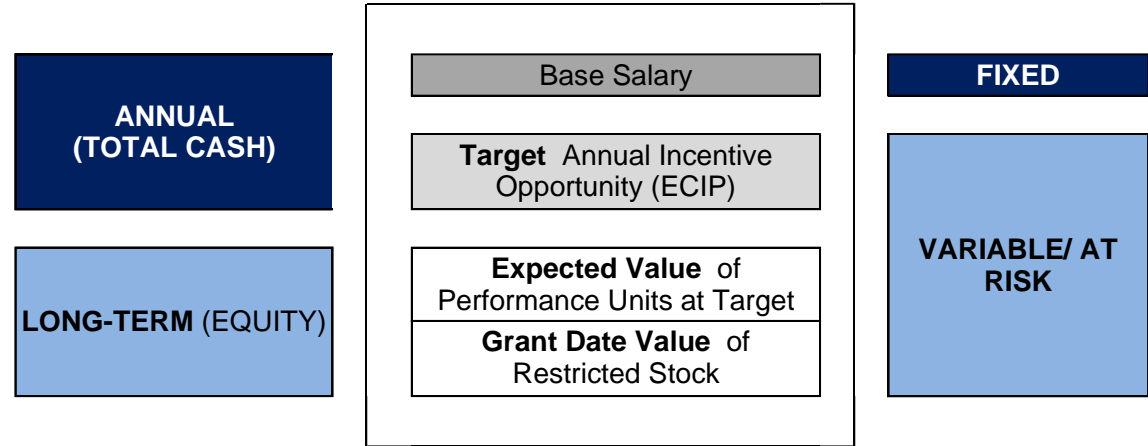 ANNUAL
(TOTAL CASH)
LONG-TERM (EQUITY)
Base Salary
Target Annual Incentive
Opportunity (ECIP)
Expected Value of
Performance Units at Target
Grant Date Value of
Restricted Stock
FIXED
VARIABLE/ AT
RISK